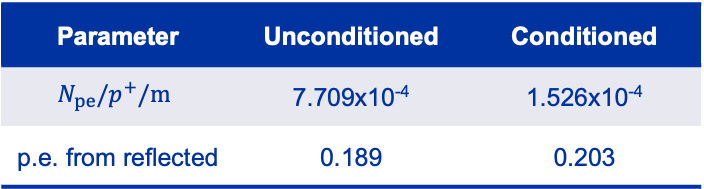 Parameter Unconditioned Conditioned
Nₚₑ/p⁺/m 7.709x10⁻⁴ 1.526x10⁻⁴
p.e. from reflected 0.189 0.203